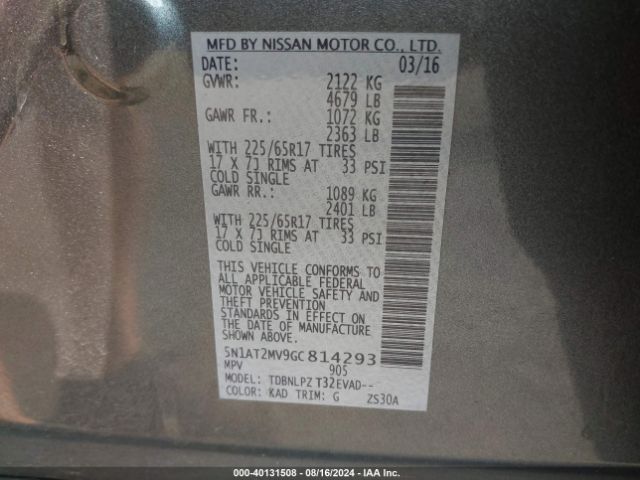 MFD BY NISSAN MOTOR CO., LTD.
DATE: 03/16
GVWR: 2122 KG
4679 LB
GAWR FR.: 1072 KG
2363 LB
WITH 225/65R17 TIRES
17 X 7J RIMS AT 33 PSI
COLD SINGLE
GAWR RR.: 1089 KG
2401 LB
WITH 225/65R17 TIRES
17 X 7J RIMS AT 33 PSI
COLD SINGLE
THIS VEHICLE CONFORMS TO
ALL APPLICABLE FEDERAL
MOTOR VEHICLE SAFETY AND
THEFT PREVENTION
STANDARDS IN EFFECT ON
THE DATE OF MANUFACTURE
SHOWN ABOVE.
5N1AT2MV9GC814293
MPV 905
MODEL: TDBNLPZ T32EVAD--
COLOR: KAD TRIM: G ZS30A
000-40131508 - 08/16/2024 - IAA Inc.